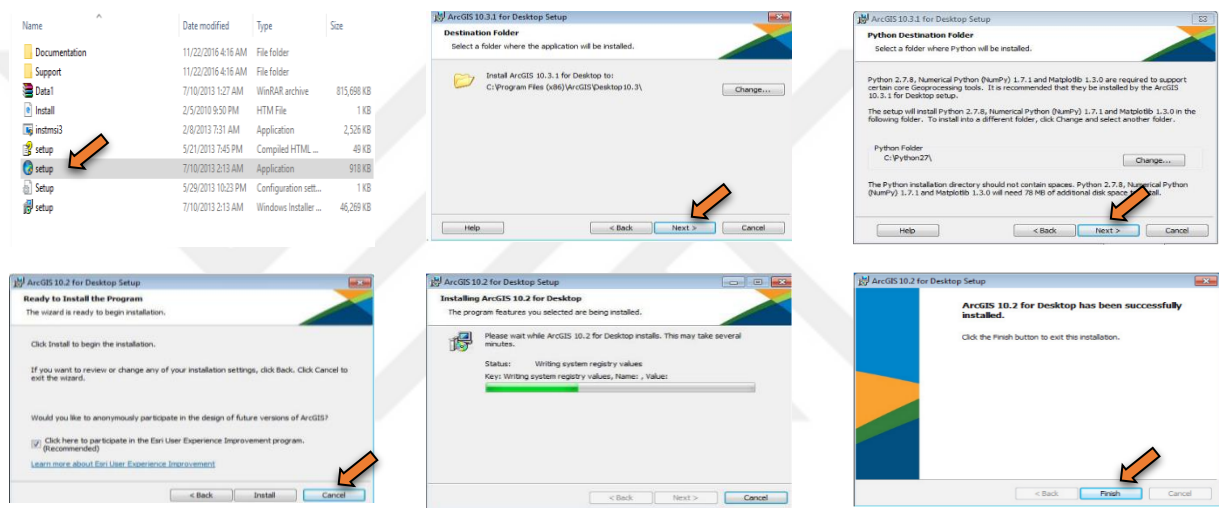 Name Date modified Type Size
Documentation 11/22/2016 4:16 AM File folder
Support 11/22/2016 4:16 AM File folder
Data1 7/10/2013 1:27 AM WinRAR archive 815,698 KB
Install 2/5/2010 9:50 PM HTM File 1 KB
instmsi3 2/8/2013 7:31 AM Application 2,526 KB
setup 5/21/2013 7:45 PM Compiled HTML ... 49 KB
setup 7/10/2013 2:13 AM Application 918 KB
Setup 5/29/2013 10:23 PM Configuration sett... 1 KB
setup 7/10/2013 2:13 AM Windows Installer ... 46,269 KB
ArcGIS 10.3.1 for Desktop Setup
Destination Folder
Select a folder where the application will be installed.
Install ArcGIS 10.3.1 for Desktop to:
C:\Program Files (x86)\ArcGIS\Desktop10.3\
Change...
Help < Back Next > Cancel
ArcGIS 10.3.1 for Desktop Setup
Python Destination Folder
Select a folder where Python will be installed.
Python 2.7.8, Numerical Python (NumPy) 1.7.1 and Matplotlib 1.3.0 are required to support
certain core Geoprocessing tools. It is recommended that they be installed by the ArcGIS
10.3.1 for Desktop setup.
The setup will install Python 2.7.8, Numerical Python (NumPy) 1.7.1 and Matplotlib 1.3.0 in the
following folder. To install into a different folder, click Change and select another folder.
Python Folder
C:\Python27\
Change...
The Python installation directory should not contain spaces. Python 2.7.8, Numerical Python
(NumPy) 1.7.1 and Matplotlib 1.3.0 will need 78 MB of additional disk space
Help < Back Next > Cancel
ArcGIS 10.2 for Desktop Setup
Ready to Install the Program
The wizard is ready to begin installation.
Click Install to begin the installation.
If you want to review or change any of your installation settings, click Back. Click Cancel to
exit the wizard.
Would you like to anonymously participate in the design of future versions of ArcGIS?
Click here to participate in the Esri User Experience Improvement program.
(Recommended)
Learn more about Esri User Experience Improvement
< Back Install Cancel
ArcGIS 10.2 for Desktop Setup
Installing ArcGIS 10.2 for Desktop
The program features you selected are being installed.
Please wait while ArcGIS 10.2 for Desktop installs. This may take several
minutes.
Status: Writing system registry values
Key: Writing system registry values, Name: , Value:
< Back Next > Cancel
ArcGIS 10.2 for Desktop Setup
ArcGIS 10.2 for Desktop has been successfully
installed.
Click the Finish button to exit this installation.
< Back Finish Cancel